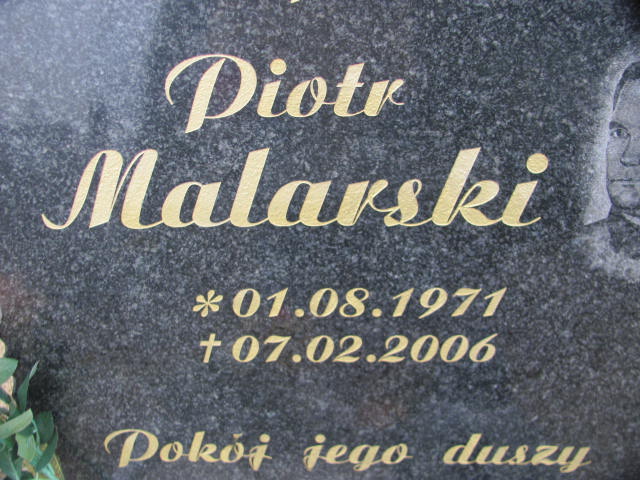 Piotr
Malarski
*01.08.1971
†07.02.2006
Pokój jego duszy